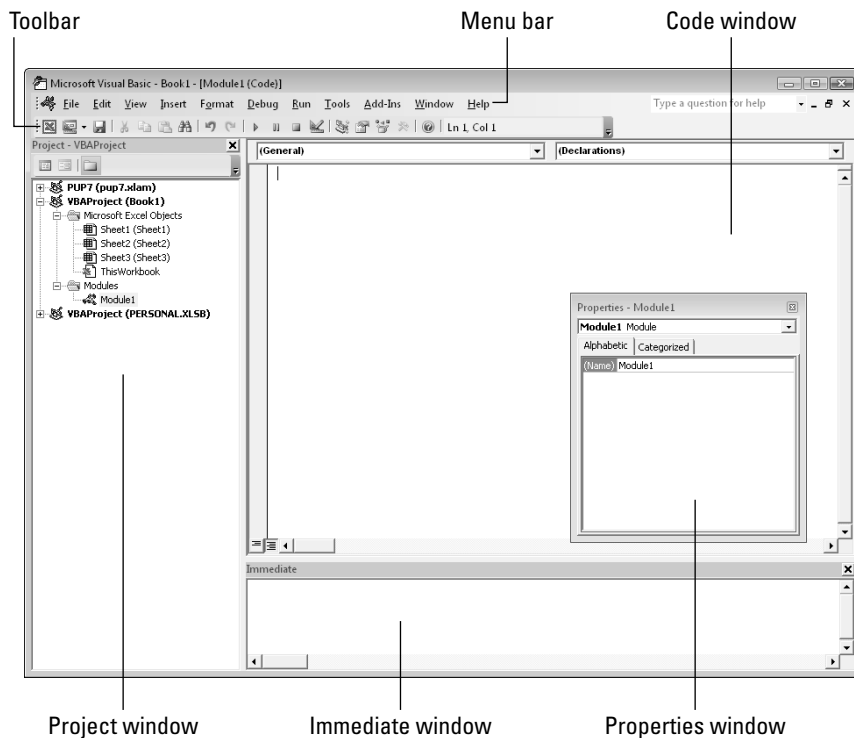 Toolbar Menu bar Code window
Microsoft Visual Basic - Book1 - [Module1 (Code)]
File Edit View Insert Format Debug Run Tools Add-Ins Window Help Type a question for help
Ln 1, Col 1
Project - VBAProject
(General) (Declarations)
PUP7 (pup7.xlam)
VBAProject (Book1)
Microsoft Excel Objects
Sheet1 (Sheet1)
Sheet2 (Sheet2)
Sheet3 (Sheet3)
ThisWorkbook
Modules
Module1
VBAProject (PERSONAL.XLSB)
Properties - Module1
Module1 Module
Alphabetic Categorized
(Name) Module1
Immediate
Project window Immediate window Properties window